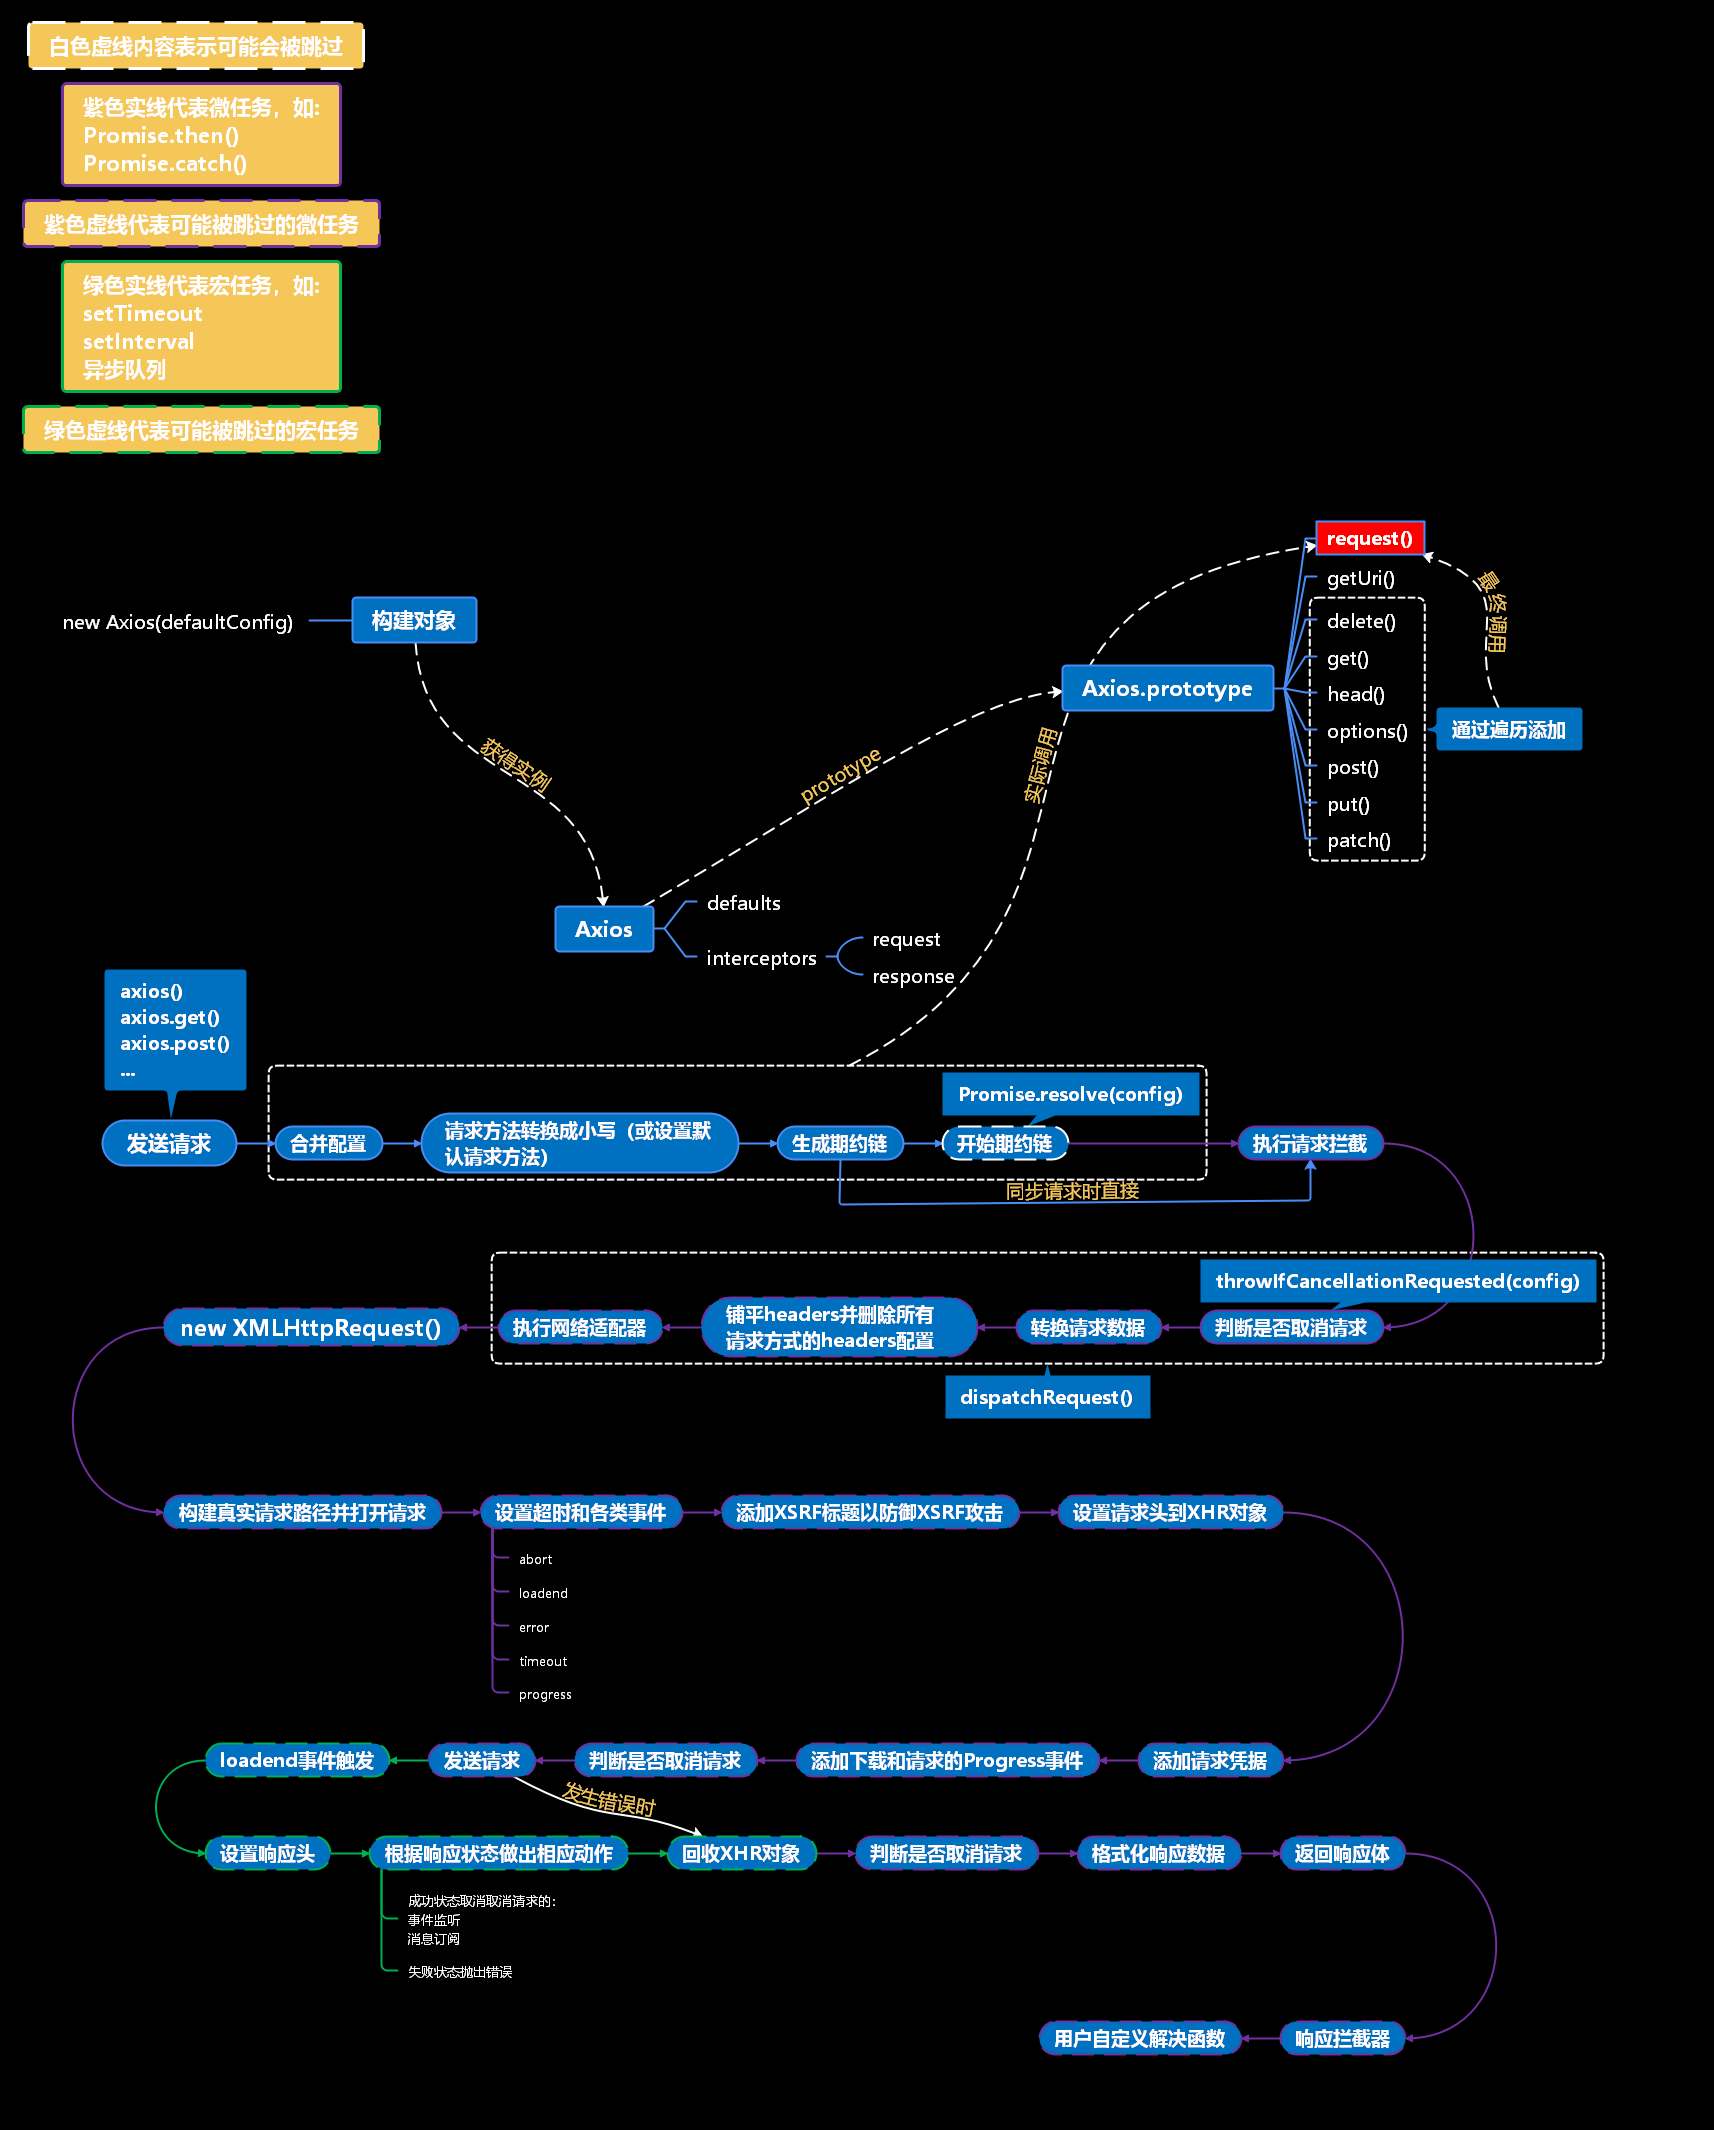 白色虚线内容表示可能会被跳过
紫色实线代表微任务，如:
Promise.then()
Promise.catch()
紫色虚线代表可能被跳过的微任务
绿色实线代表宏任务，如:
setTimeout
setInterval
异步队列
绿色虚线代表可能被跳过的宏任务
request()
getUri()
delete()
get()
head()
options()
post()
put()
patch()
最终调用
通过遍历添加
new Axios(defaultConfig)
构建对象
Axios.prototype
获得实例
prototype
实际调用
Axios
defaults
interceptors
request
response
axios()
axios.get()
axios.post()
...
Promise.resolve(config)
发送请求
合并配置
请求方法转换成小写（或设置默
认请求方法）
生成期约链
开始期约链
执行请求拦截
同步请求时直接
throwIfCancellationRequested(config)
new XMLHttpRequest()
执行网络适配器
铺平headers并删除所有
请求方式的headers配置
转换请求数据
判断是否取消请求
dispatchRequest()
构建真实请求路径并打开请求
设置超时和各类事件
添加XSRF标题以防御XSRF攻击
设置请求头到XHR对象
abort
loadend
error
timeout
progress
loadend事件触发
发送请求
判断是否取消请求
添加下载和请求的Progress事件
添加请求凭据
发生错误时
设置响应头
根据响应状态做出相应动作
回收XHR对象
判断是否取消请求
格式化响应数据
返回响应体
成功状态取消取消请求的:
事件监听
消息订阅
失败状态抛出错误
用户自定义解决函数
响应拦截器